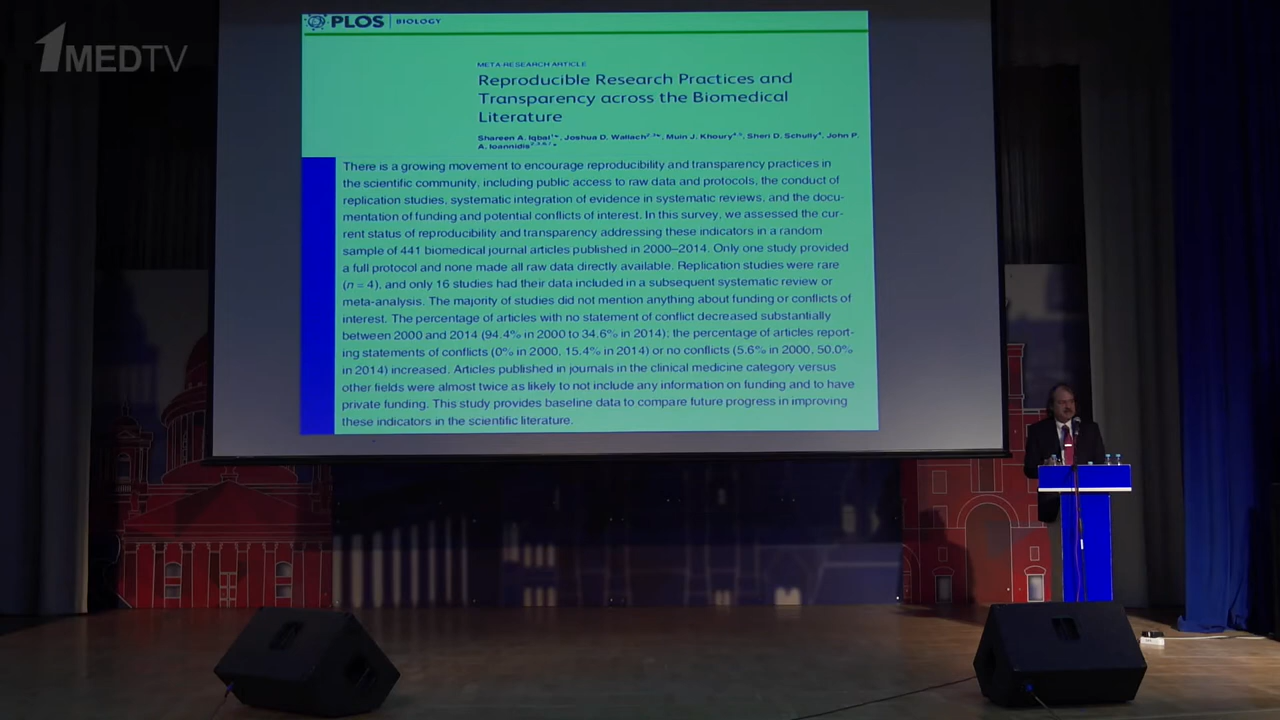 1MEDTV
PLOS | BIOLOGY
META-RESEARCH ARTICLE
Reproducible Research Practices and
Transparency across the Biomedical
Literature
Shareen A. Iqbal, Joshua D. Wallach, Muin J. Khoury, Sheri D. Schully, John P.
A. Ioannidis
There is a growing movement to encourage reproducibility and transparency practices in
the scientific community, including public access to raw data and protocols, the conduct of
replication studies, systematic integration of evidence in systematic reviews, and the docu-
mentation of funding and potential conflicts of interest. In this survey, we assessed the cur-
rent status of reproducibility and transparency addressing these indicators in a random
sample of 441 biomedical journal articles published in 2000–2014. Only one study provided
a full protocol and none made all raw data directly available. Replication studies were rare
(n = 4), and only 16 studies had their data included in a subsequent systematic review or
meta-analysis. The majority of studies did not mention anything about funding or conflicts of
interest. The percentage of articles with no statement of conflict decreased substantially
between 2000 and 2014 (94.4% in 2000 to 34.6% in 2014); the percentage of articles report-
ing statements of conflicts (0% in 2000, 15.4% in 2014) or no conflicts (5.6% in 2000, 50.0%
in 2014) increased. Articles published in journals in the clinical medicine category versus
other fields were almost twice as likely to not include any information on funding and to have
private funding. This study provides baseline data to compare future progress in improving
these indicators in the scientific literature.